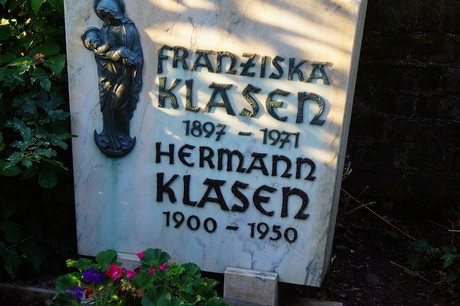 FRANZISKA
KLASEN
1897 - 1971
HERMANN
KLASEN
1900 - 1950